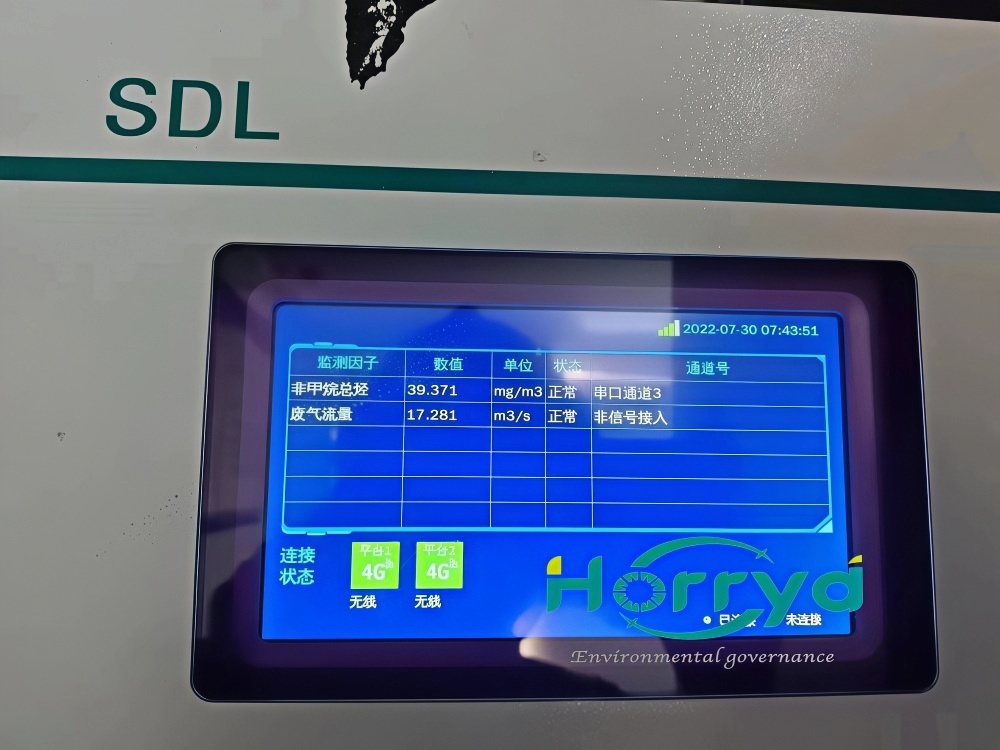 SDL
2022-07-30 07:43:51
监测因子 数值 单位 状态 通道号
非甲烷总烃 39.371 mg/m3 正常 串口通道3
废气流量 17.281 m3/s 正常 非信号接入
连接状态
平台1 平台2
4G 4G
无线 无线
Horryd
未连接
Environmental governance